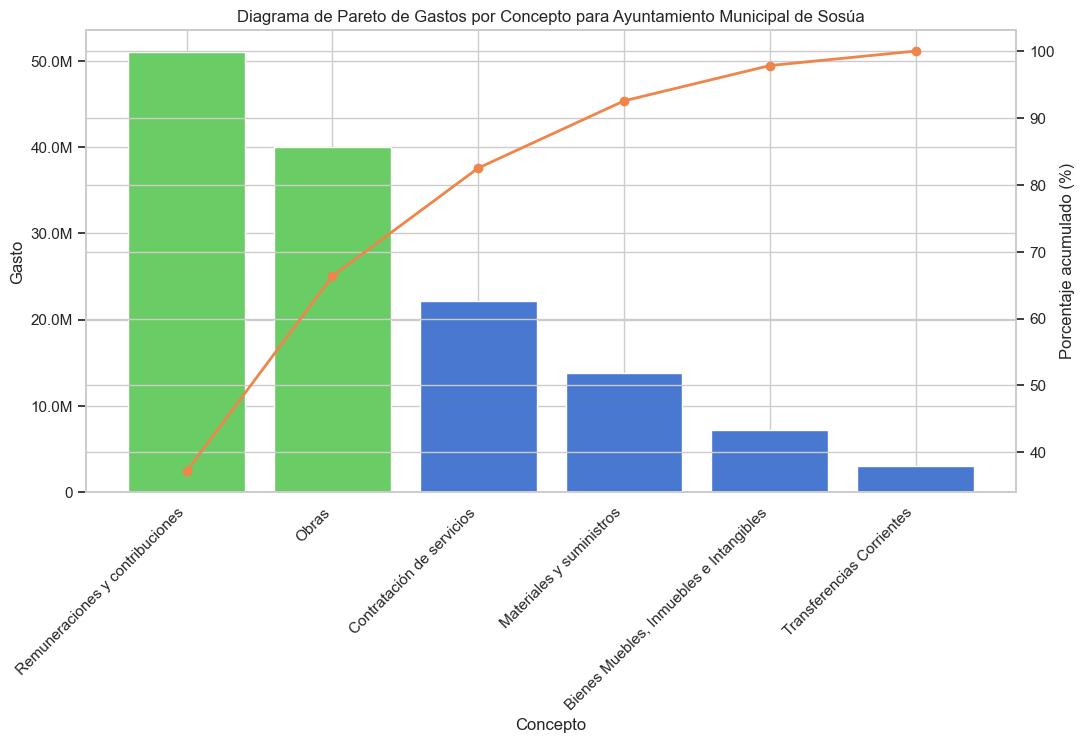 Diagrama de Pareto de Gastos por Concepto para Ayuntamiento Municipal de Sosúa
Gasto
50.0M
40.0M
30.0M
20.0M
10.0M
0
100
90
80
70
60
50
40
Porcentaje acumulado (%)
Remuneraciones y contribuciones
Obras
Contratación de servicios
Materiales y suministros
Bienes Muebles, Inmuebles e Intangibles
Transferencias Corrientes
Concepto